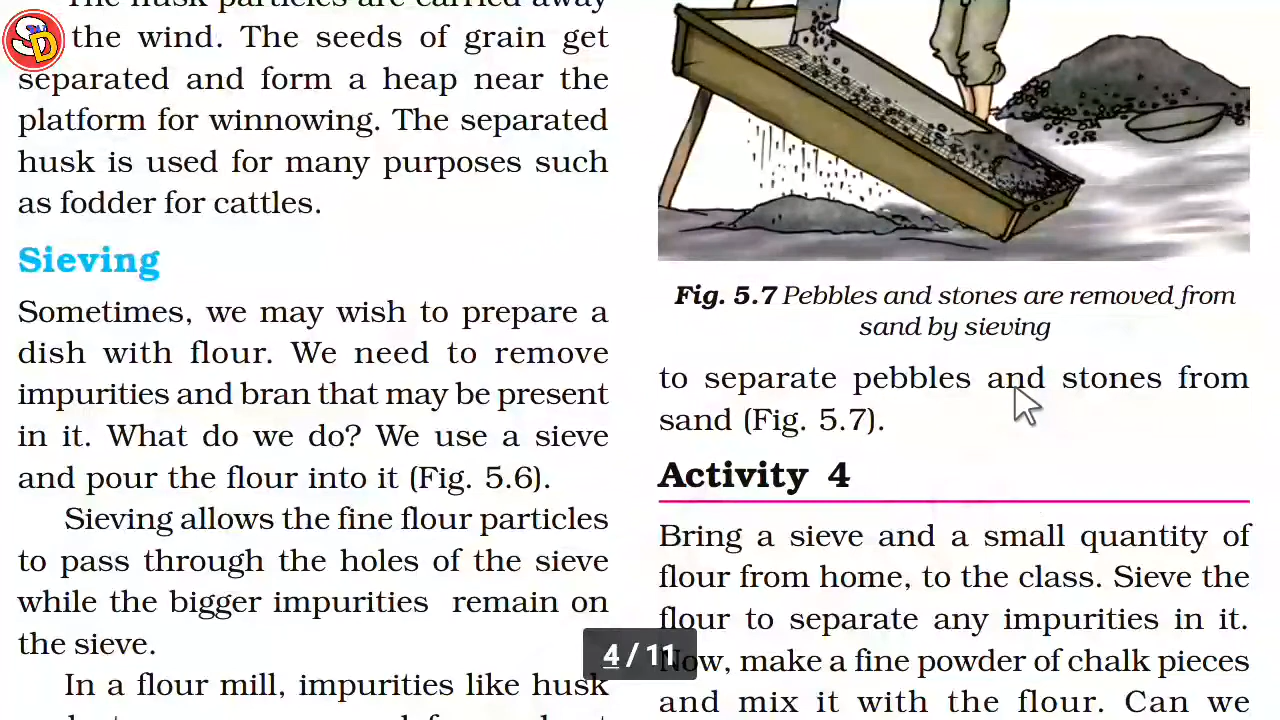 SD
The husk particles are carried away
the wind. The seeds of grain get
separated and form a heap near the
platform for winnowing. The separated
husk is used for many purposes such
as fodder for cattles.
Sieving
Sometimes, we may wish to prepare a
dish with flour. We need to remove
impurities and bran that may be present
in it. What do we do? We use a sieve
and pour the flour into it (Fig. 5.6).
Sieving allows the fine flour particles
to pass through the holes of the sieve
while the bigger impurities remain on
the sieve.
In a flour mill, impurities like husk
Fig. 5.7 Pebbles and stones are removed from
sand by sieving
to separate pebbles and stones from
sand (Fig. 5.7).
Activity 4
Bring a sieve and a small quantity of
flour from home, to the class. Sieve the
flour to separate any impurities in it.
Now, make a fine powder of chalk pieces
and mix it with the flour. Can we
4 / 11